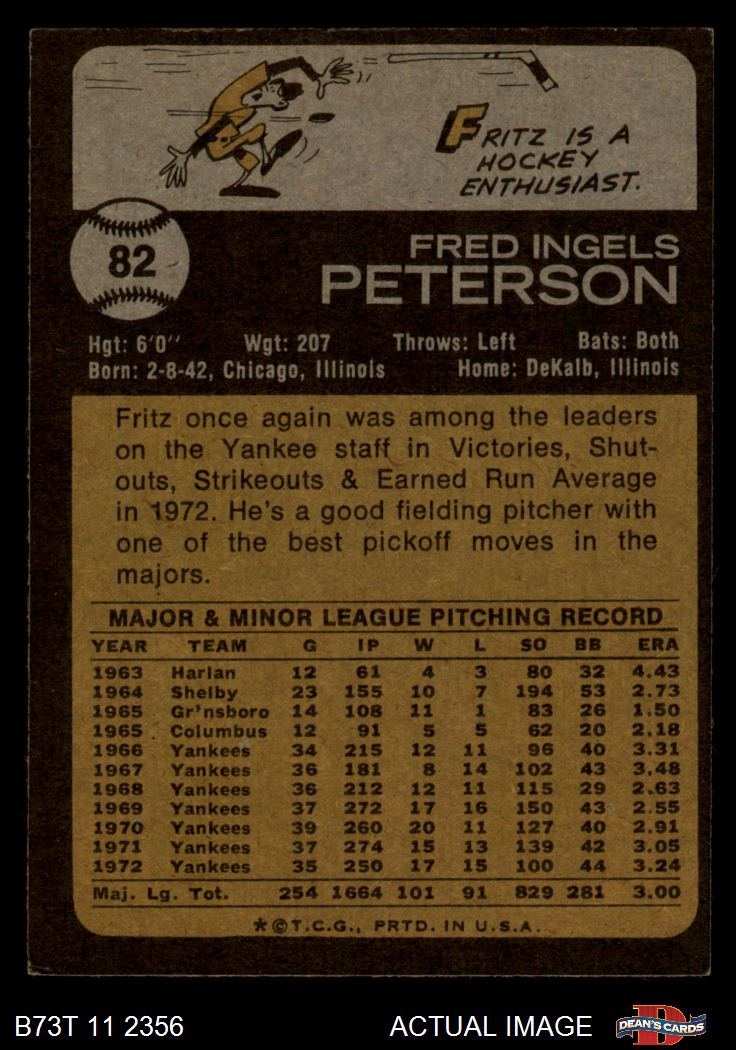 FRITZ IS A
HOCKEY
ENTHUSIAST.
82
FRED INGELS
PETERSON
Hgt: 6'0'' Wgt: 207 Throws: Left Bats: Both
Born: 2-8-42, Chicago, Illinois Home: DeKalb, Illinois
Fritz once again was among the leaders
on the Yankee staff in Victories, Shut-
outs, Strikeouts & Earned Run Average
in 1972. He's a good fielding pitcher with
one of the best pickoff moves in the
majors.
MAJOR & MINOR LEAGUE PITCHING RECORD
YEAR TEAM G IP W L SO BB ERA
1963 Harlan 12 61 4 3 80 32 4.43
1964 Shelby 23 155 10 7 194 53 2.73
1965 Gr'nsboro 14 108 11 1 83 26 1.50
1965 Columbus 12 91 5 5 62 20 2.18
1966 Yankees 34 215 12 11 96 40 3.31
1967 Yankees 36 181 8 14 102 43 3.48
1968 Yankees 36 212 12 11 115 29 2.63
1969 Yankees 37 272 17 16 150 43 2.55
1970 Yankees 39 260 20 11 127 40 2.91
1971 Yankees 37 274 15 13 139 42 3.05
1972 Yankees 35 250 17 15 100 44 3.24
Maj. Lg. Tot. 254 1664 101 91 829 281 3.00
*©T.C.G., PRTD. IN U.S.A.
B73T 11 2356 ACTUAL IMAGE D DEAN'S CARDS